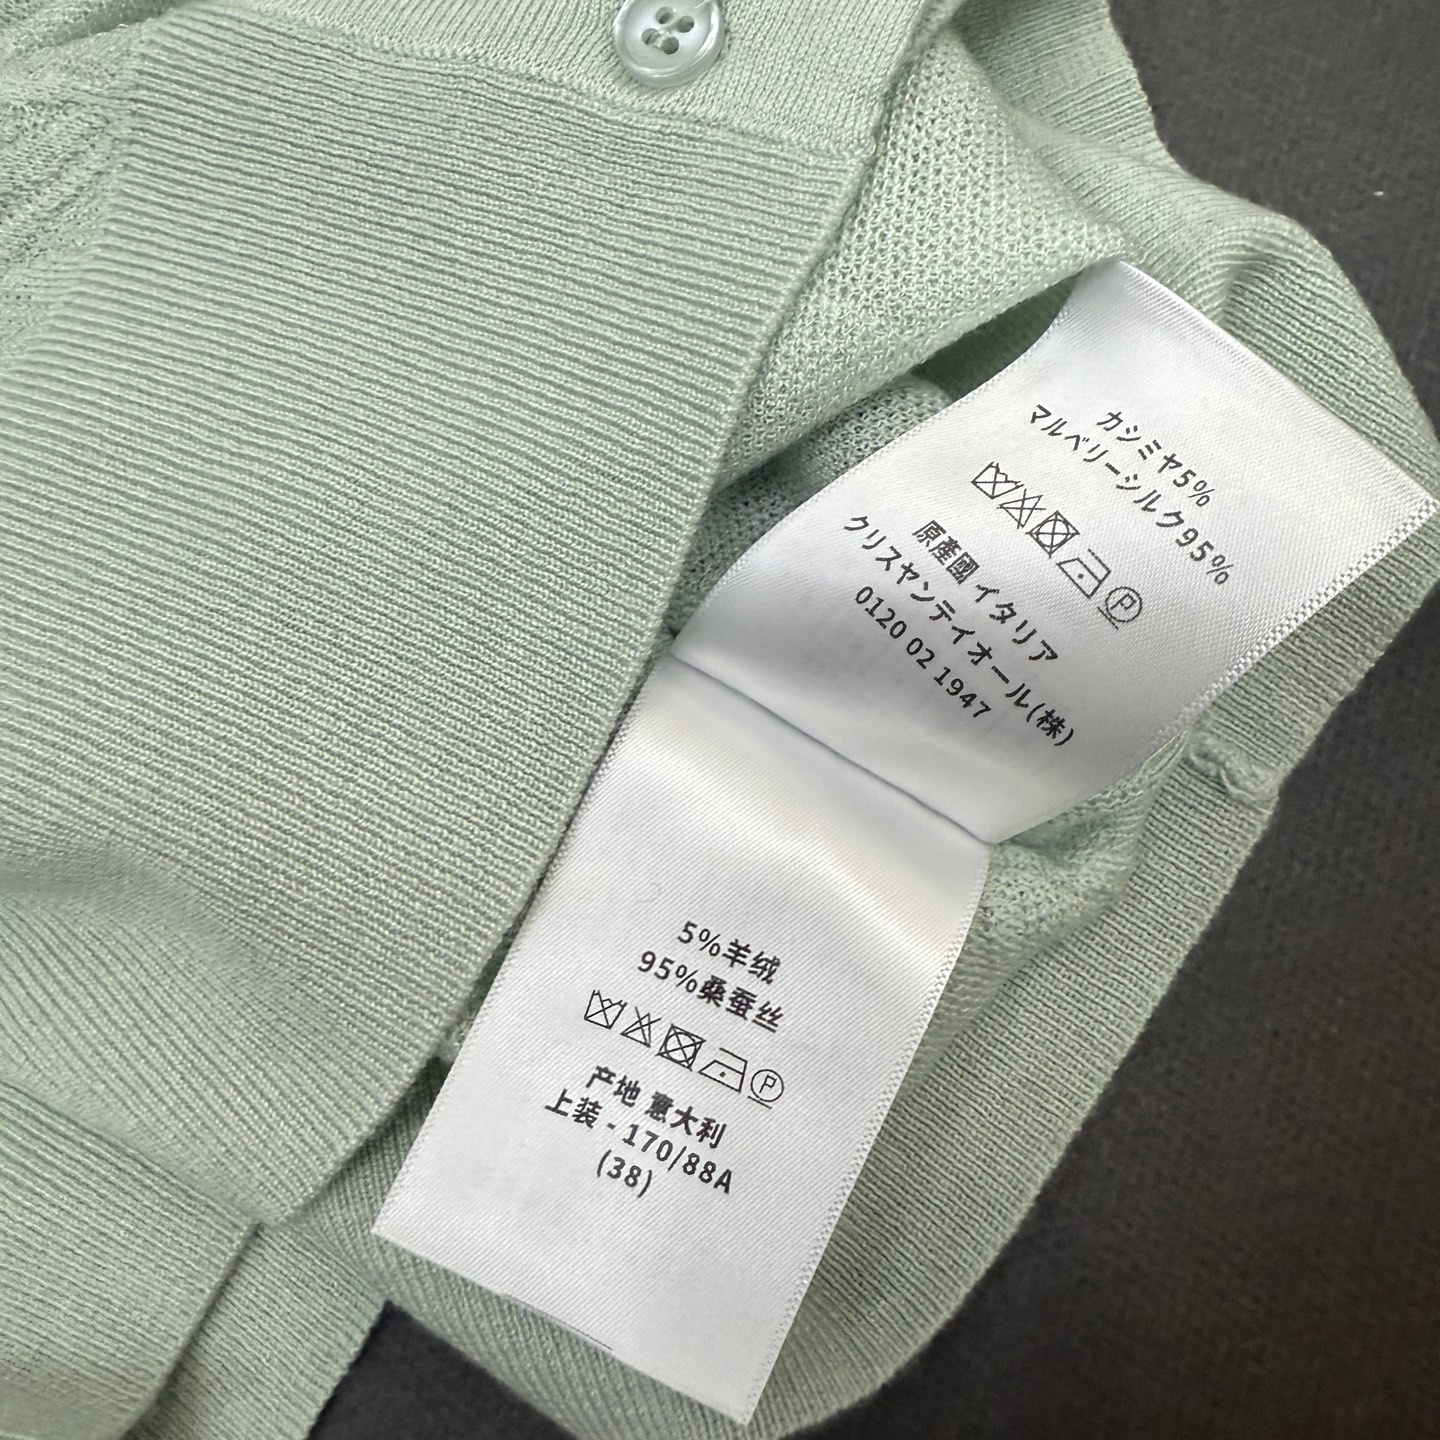 カシミヤ5%
マルベリーシルク95%
P
原產國 イタリア
クリスヤンテイオール(株)
0120 02 1947
5%羊绒
95%桑蚕丝
P
产地 意大利
上装 - 170/88A
(38)